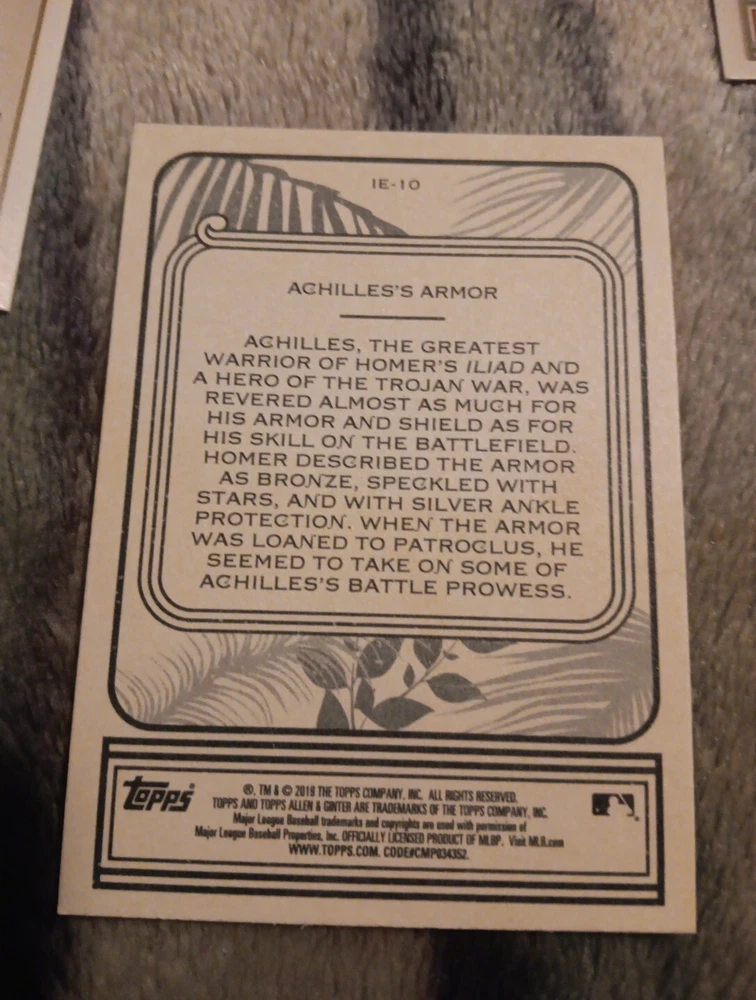 IE-10
ACHILLES'S ARMOR
ACHILLES, THE GREATEST
WARRIOR OF HOMER'S ILIAD AND
A HERO OF THE TROJAN WAR, WAS
REVERED ALMOST AS MUCH FOR
HIS ARMOR AND SHIELD AS FOR
HIS SKILL ON THE BATTLEFIELD.
HOMER DESCRIBED THE ARMOR
AS BRONZE, SPECKLED WITH
STARS, AND WITH SILVER ANKLE
PROTECTION. WHEN THE ARMOR
WAS LOANED TO PATROCLUS, HE
SEEMED TO TAKE ON SOME OF
ACHILLES'S BATTLE PROWESS.
topps®
®, TM & © 2019 THE TOPPS COMPANY, INC. ALL RIGHTS RESERVED.
TOPPS AND TOPPS ALLEN & GINTER ARE TRADEMARKS OF THE TOPPS COMPANY, INC.
Major League Baseball trademarks and copyrights are used with permission of
Major League Baseball Properties, Inc. OFFICIALLY LICENSED PRODUCT OF MLBP. Visit MLB.com
WWW.TOPPS.COM. CODE#CMP034352.